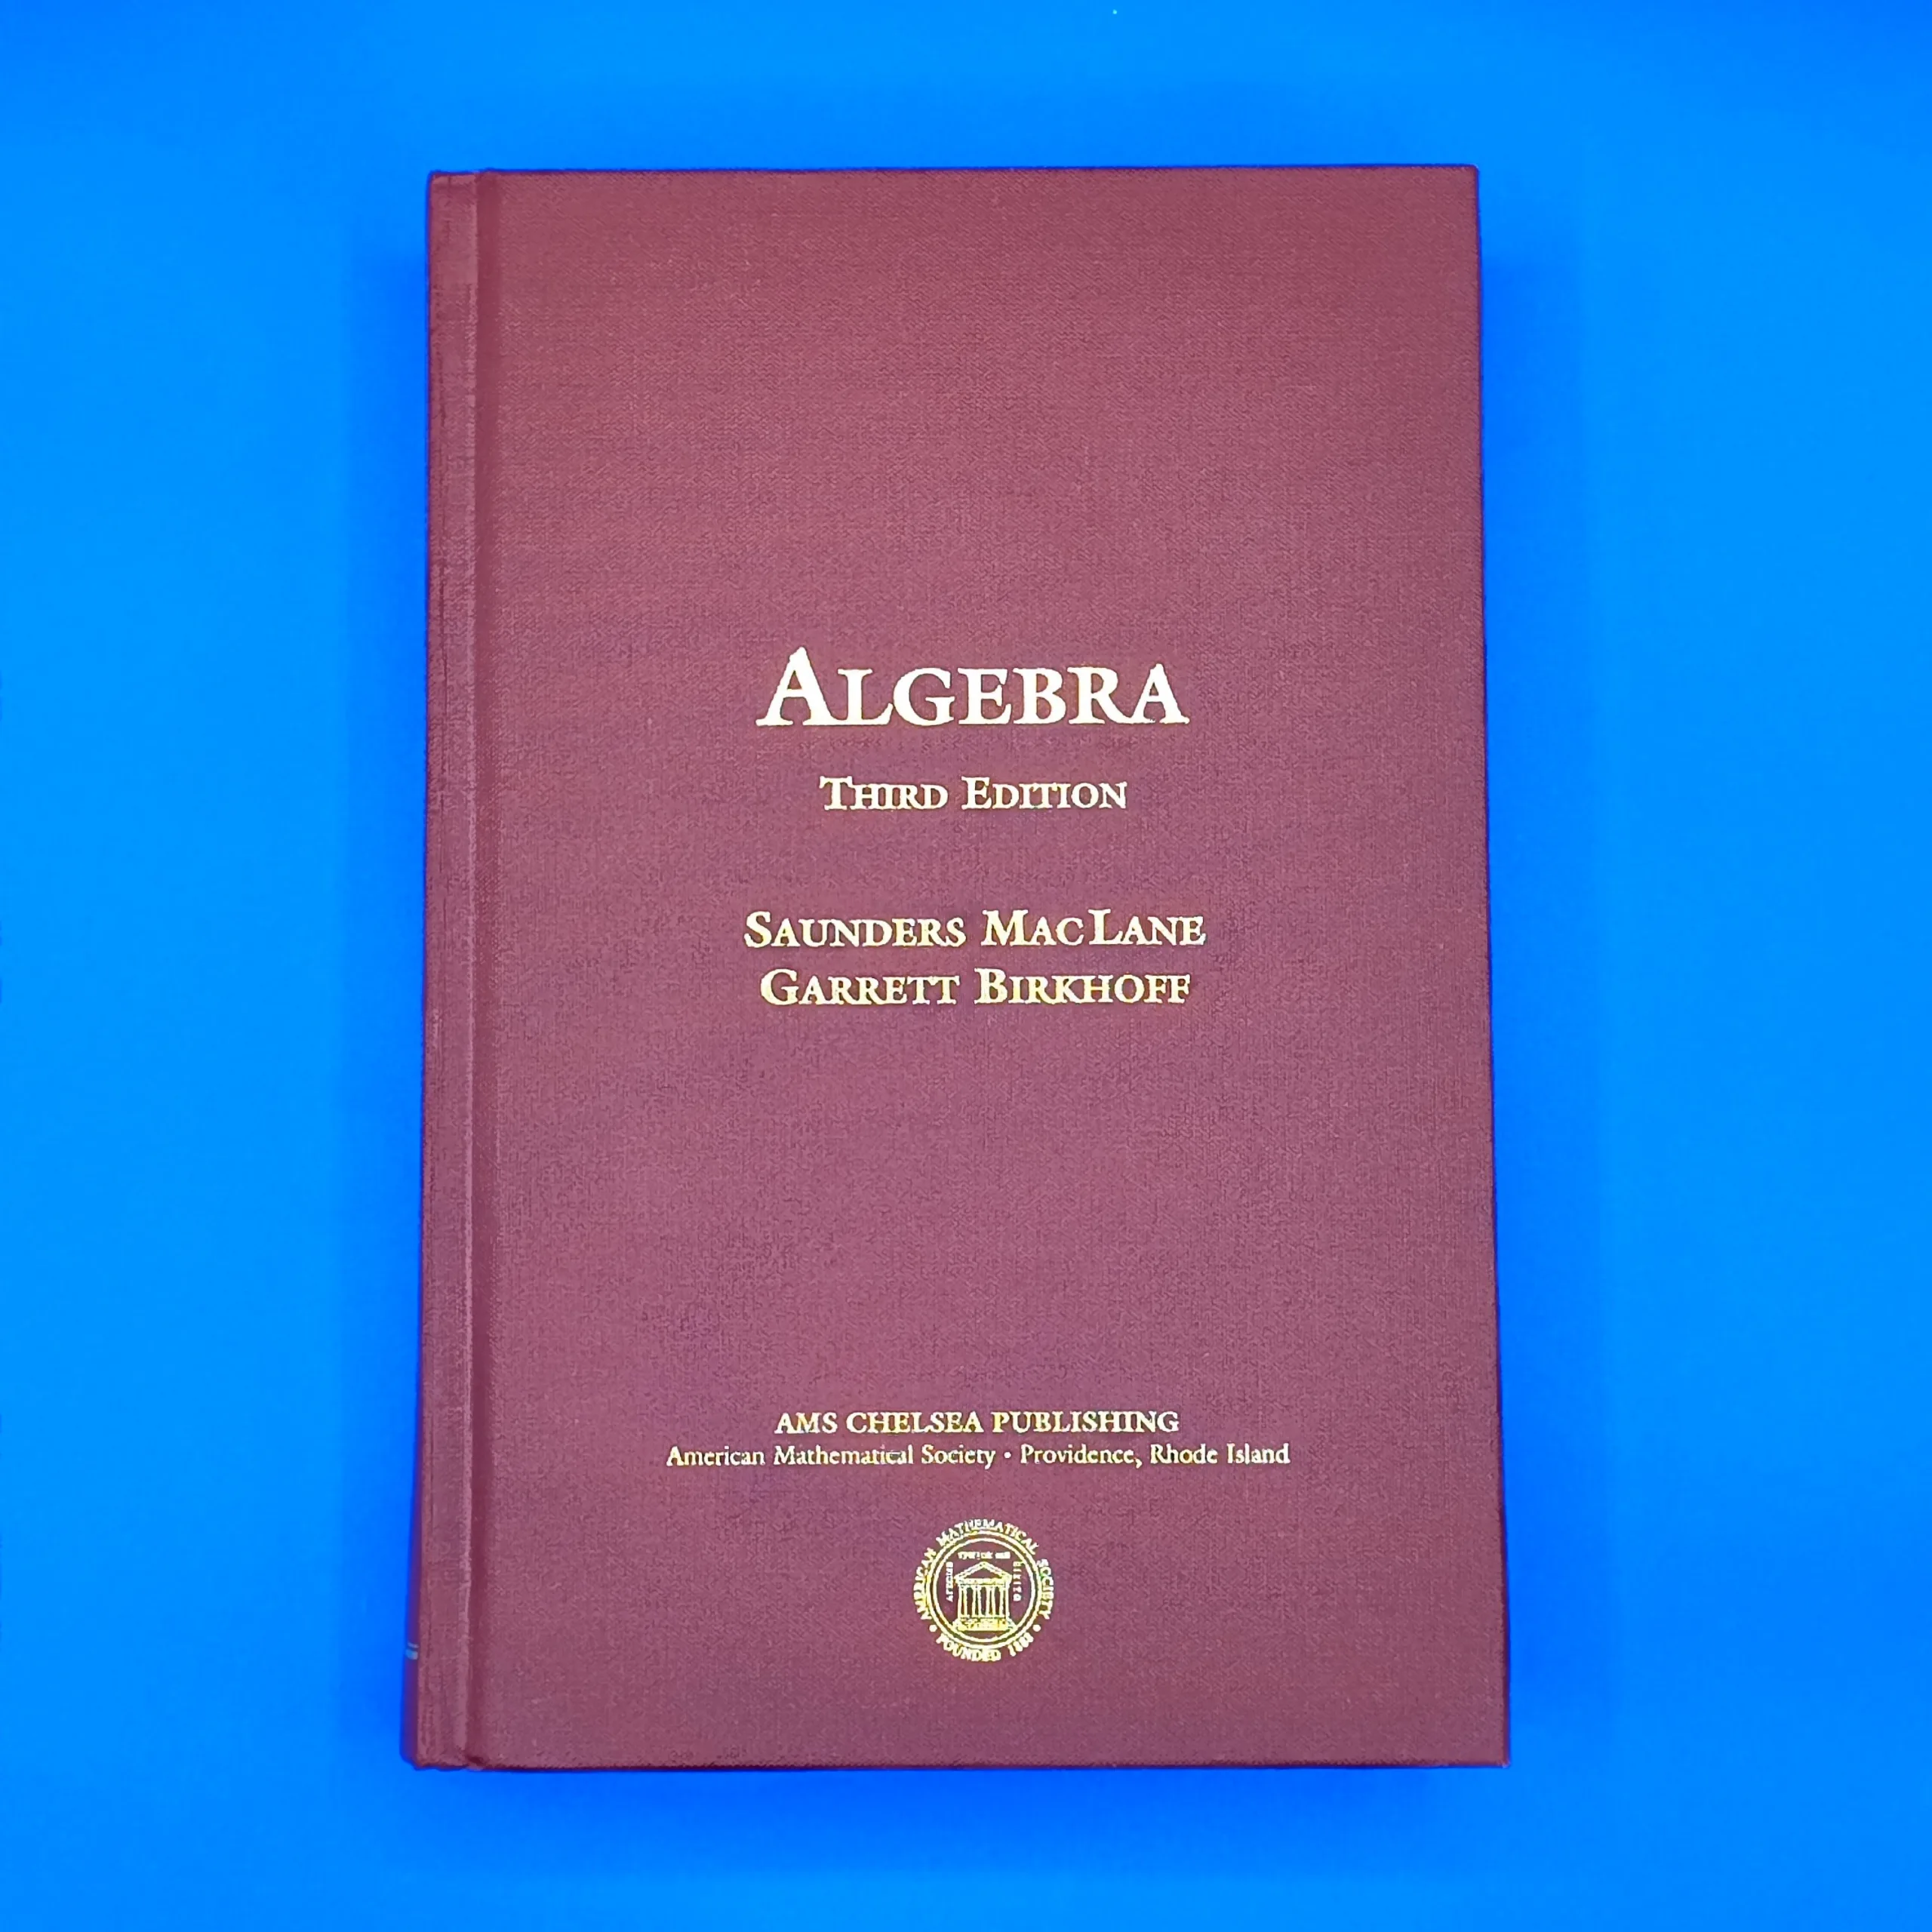 ALGEBRA
THIRD EDITION
SAUNDERS MAC LANE
GARRETT BIRKHOFF
AMS CHELSEA PUBLISHING
American Mathematical Society • Providence, Rhode Island
AMERICAN MATHEMATICAL SOCIETY
• FOUNDED 1888 •